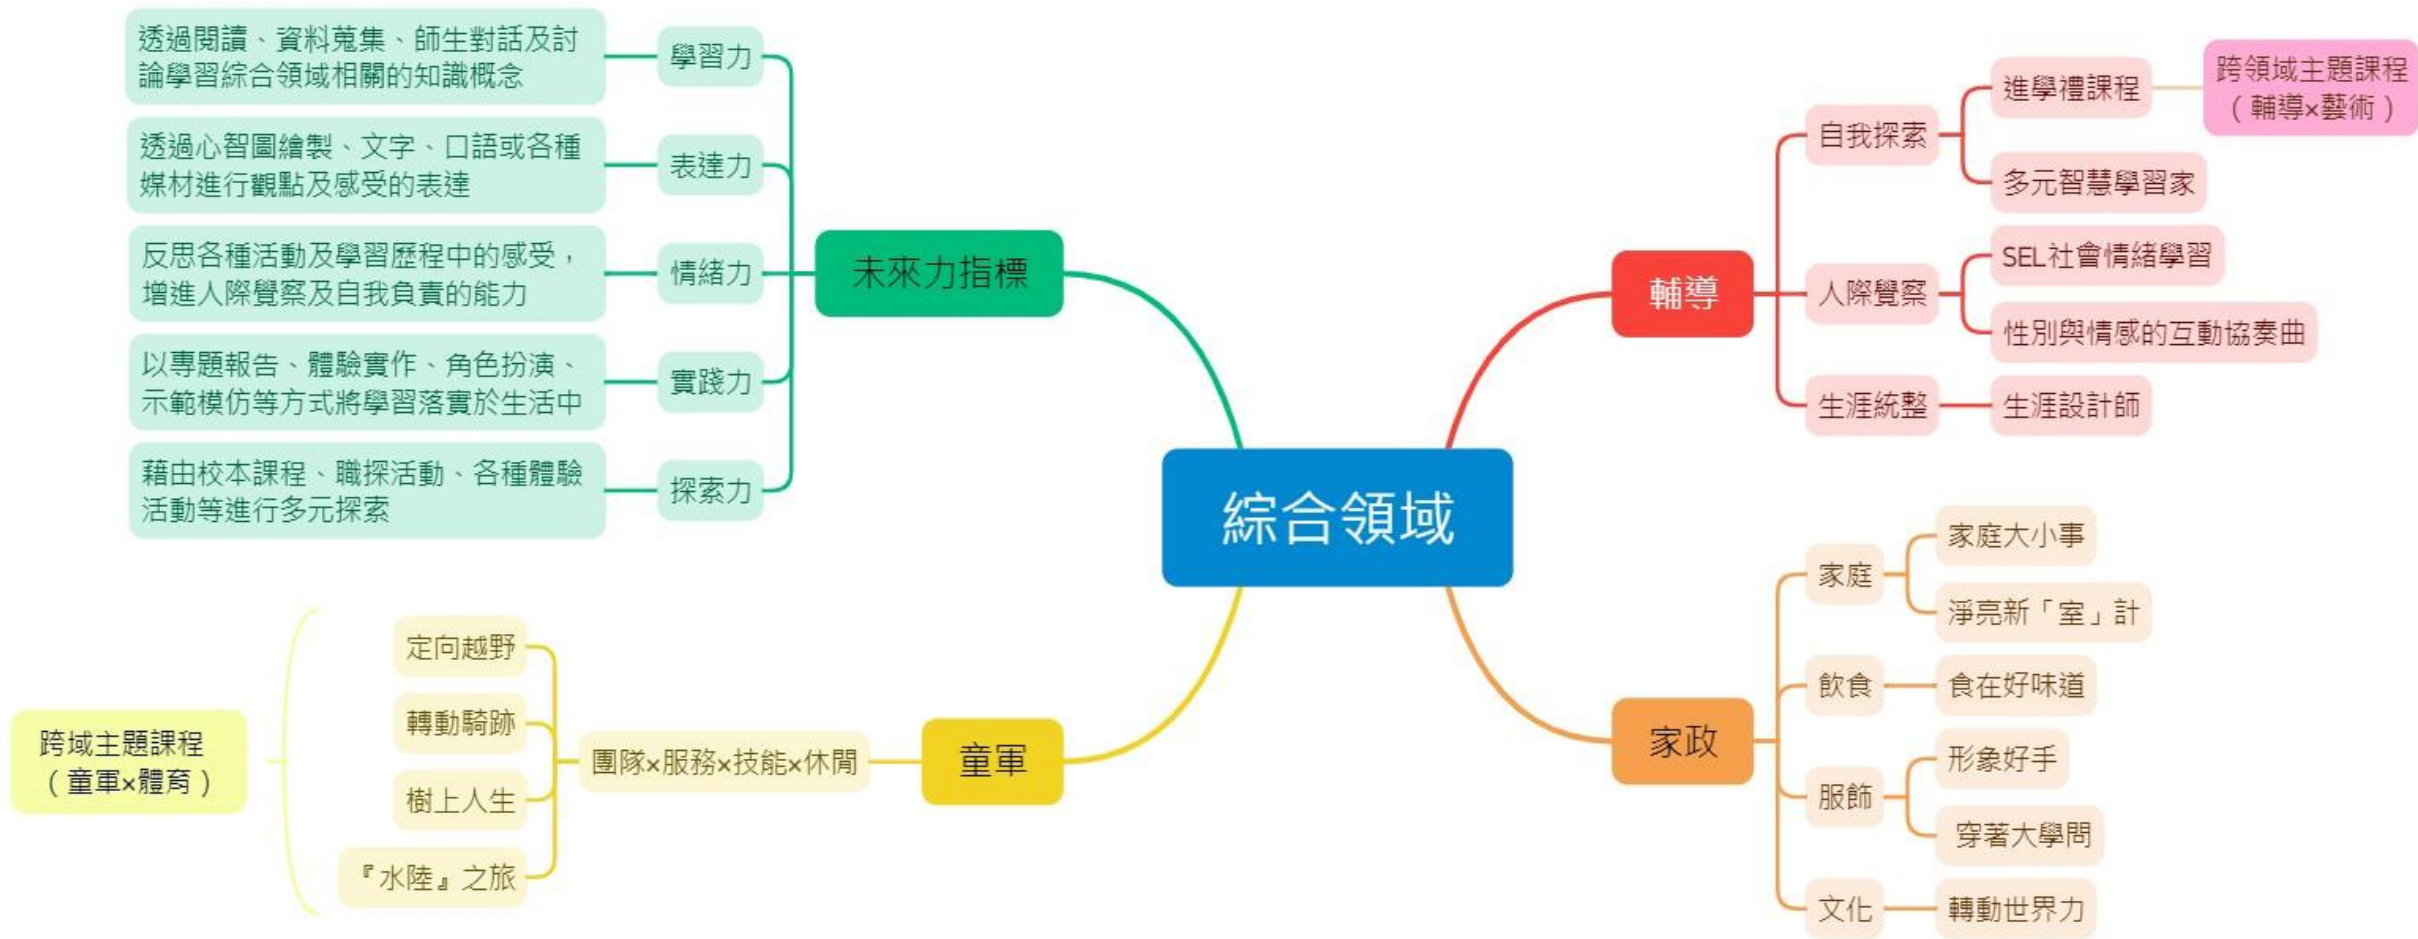 綜合領域
未來力指標
學習力
透過閱讀、資料蒐集、師生對話及討
論學習綜合領域相關的知識概念
表達力
透過心智圖繪製、文字、口語或各種
媒材進行觀點及感受的表達
情緒力
反思各種活動及學習歷程中的感受，
增進人際覺察及自我負責的能力
實踐力
以專題報告、體驗實作、角色扮演、
示範模仿等方式將學習落實於生活中
探索力
藉由校本課程、職探活動、各種體驗
活動等進行多元探索
童軍
團隊×服務×技能×休閒
定向越野
轉動騎跡
樹上人生
『水陸』之旅
跨域主題課程
（童軍×體育）
輔導
自我探索
進學禮課程
跨領域主題課程
（輔導×藝術）
多元智慧學習家
人際覺察
SEL社會情緒學習
性別與情感的互動協奏曲
生涯統整
生涯設計師
家政
家庭
家庭大小事
淨亮新「室」計
飲食
食在好味道
服飾
形象好手
穿著大學問
文化
轉動世界力